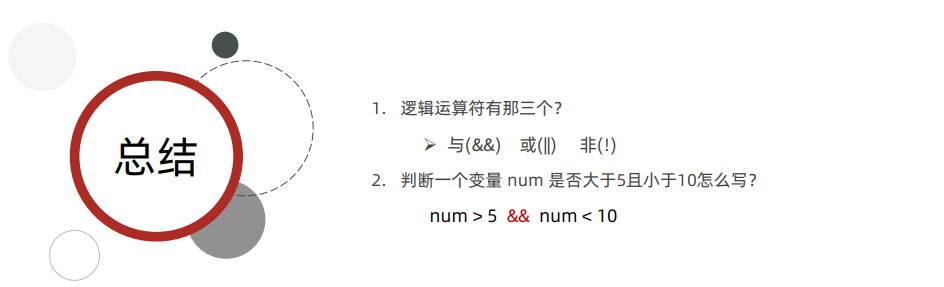 总结
1. 逻辑运算符有那三个？
➢ 与(&&) 或(||) 非(!)
2. 判断一个变量 num 是否大于5且小于10怎么写？
num > 5 && num < 10